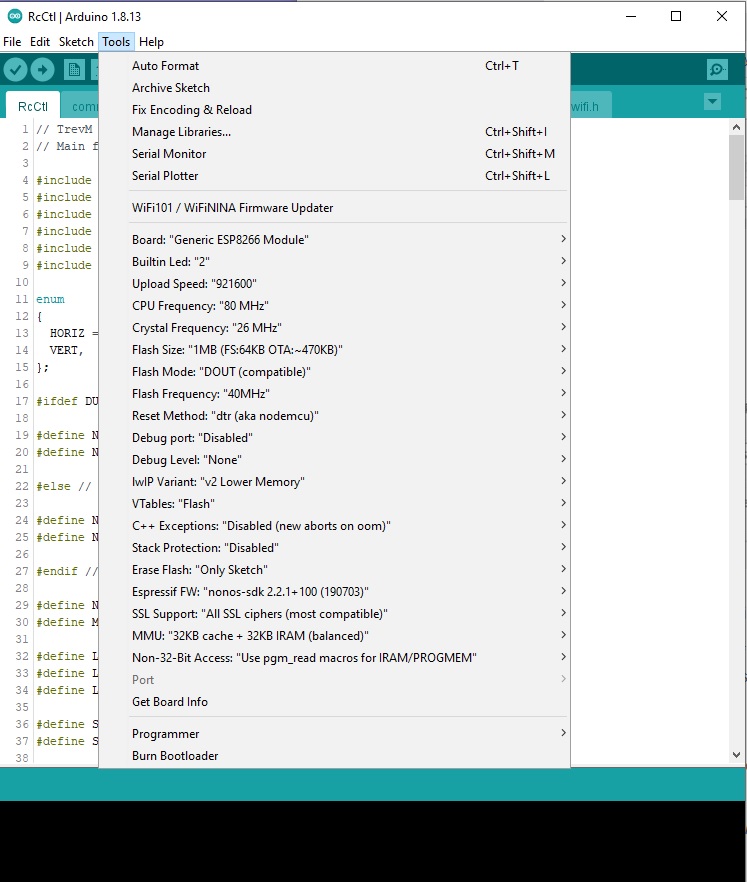 RcCtl | Arduino 1.8.13
File Edit Sketch Tools Help
Auto Format Ctrl+T
Archive Sketch
Fix Encoding & Reload
Manage Libraries... Ctrl+Shift+I
Serial Monitor Ctrl+Shift+M
Serial Plotter Ctrl+Shift+L
WiFi101 / WiFiNINA Firmware Updater
Board: "Generic ESP8266 Module"
Builtin Led: "2"
Upload Speed: "921600"
CPU Frequency: "80 MHz"
Crystal Frequency: "26 MHz"
Flash Size: "1MB (FS:64KB OTA:~470KB)"
Flash Mode: "DOUT (compatible)"
Flash Frequency: "40MHz"
Reset Method: "dtr (aka nodemcu)"
Debug port: "Disabled"
Debug Level: "None"
lwIP Variant: "v2 Lower Memory"
VTables: "Flash"
C++ Exceptions: "Disabled (new aborts on oom)"
Stack Protection: "Disabled"
Erase Flash: "Only Sketch"
Espressif FW: "nonos-sdk 2.2.1+100 (190703)"
SSL Support: "All SSL ciphers (most compatible)"
MMU: "32KB cache + 32KB IRAM (balanced)"
Non-32-Bit Access: "Use pgm_read macros for IRAM/PROGMEM"
Port
Get Board Info
Programmer
Burn Bootloader
RcCtl com wifi.h
1 // TrevM
2 // Main f
3
4 #include
5 #include
6 #include
7 #include
8 #include
9 #include
10
11 enum
12 {
13 HORIZ =
14 VERT,
15 };
16
17 #ifdef DU
18
19 #define N
20 #define N
21
22 #else //
23
24 #define N
25 #define N
26
27 #endif //
28
29 #define N
30 #define M
31
32 #define L
33 #define L
34 #define L
35
36 #define S
37 #define S
38